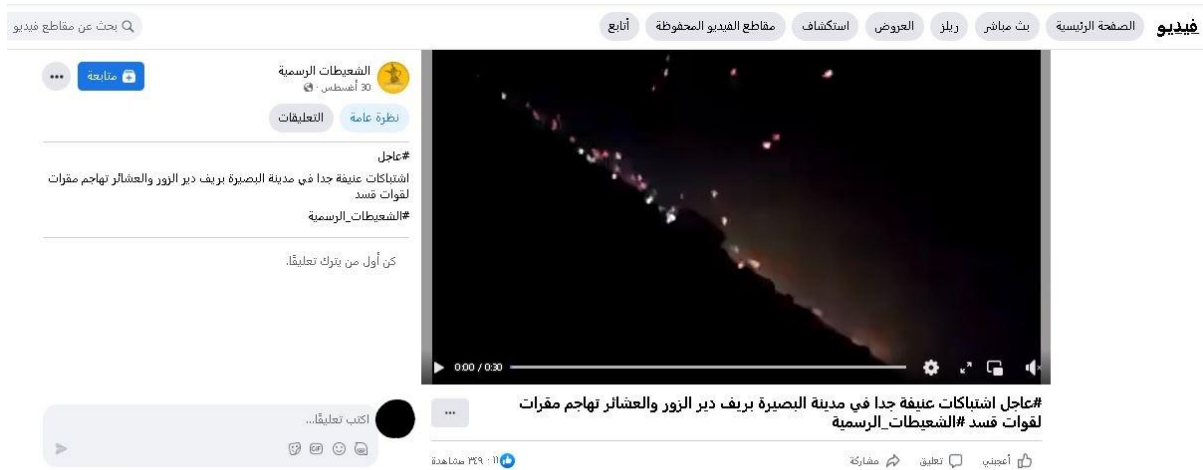 فيديو
الصفحة الرئيسية
بث مباشر
ريلز
العروض
استكشاف
مقاطع الفيديو المحفوظة
أتابع
بحث عن مقاطع فيديو
الشعيطات الرسمية
30 أغسطس ·
متابعة
نظرة عامة
التعليقات
#عاجل
اشتباكات عنيفة جدا في مدينة البصيرة بريف دير الزور والعشائر تهاجم مقرات
لقوات قسد
#الشعيطات_الرسمية
كن أول من يترك تعليقًا.
اكتب تعليقًا...
GIF
0:00 / 0:30
#عاجل اشتباكات عنيفة جدا في مدينة البصيرة بريف دير الزور والعشائر تهاجم مقرات
لقوات قسد #الشعيطات_الرسمية
أعجبني
تعليق
مشاركة
١١ · ٣٤٩ مشاهدة